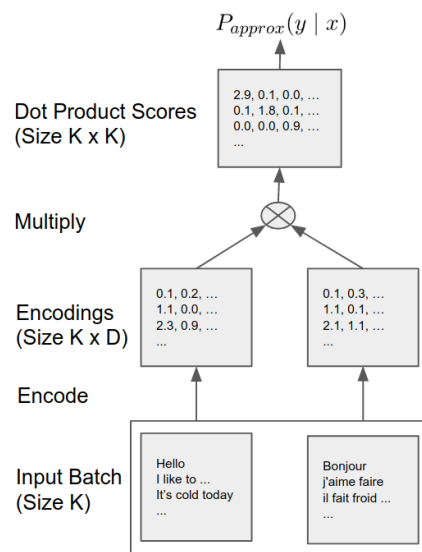 P_{approx}(y | x)
Dot Product Scores
(Size K x K)
2.9, 0.1, 0.0, ...
0.1, 1.8, 0.1, ...
0.0, 0.0, 0.9, ...
...
Multiply
Encodings
(Size K x D)
0.1, 0.2, ...
1.1, 0.0, ...
2.3, 0.9, ...
...
0.1, 0.3, ...
1.1, 0.1, ...
2.1, 1.1, ...
...
Encode
Input Batch
(Size K)
Hello
I like to ...
It's cold today
...
Bonjour
j'aime faire
il fait froid ...
...